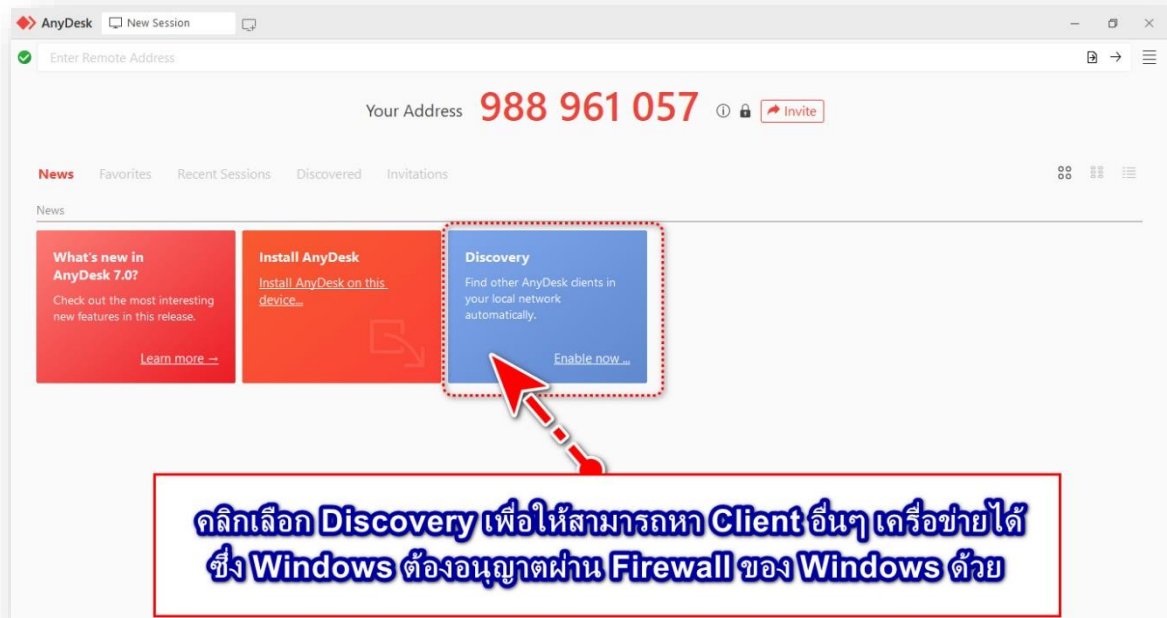 AnyDesk New Session
Enter Remote Address
Your Address 988 961 057 Invite
News Favorites Recent Sessions Discovered Invitations
News
What's new in
AnyDesk 7.0?
Check out the most interesting
new features in this release.
Learn more →
Install AnyDesk
Install AnyDesk on this
device...
Discovery
Find other AnyDesk clients in
your local network
automatically.
Enable now ...
คลิกเลือก Discovery เพื่อให้สามารถหา Client อื่นๆ เครื่อข่ายได้
ซึ่ง Windows ต้องอนุญาตผ่าน Firewall ของ Windows ด้วย